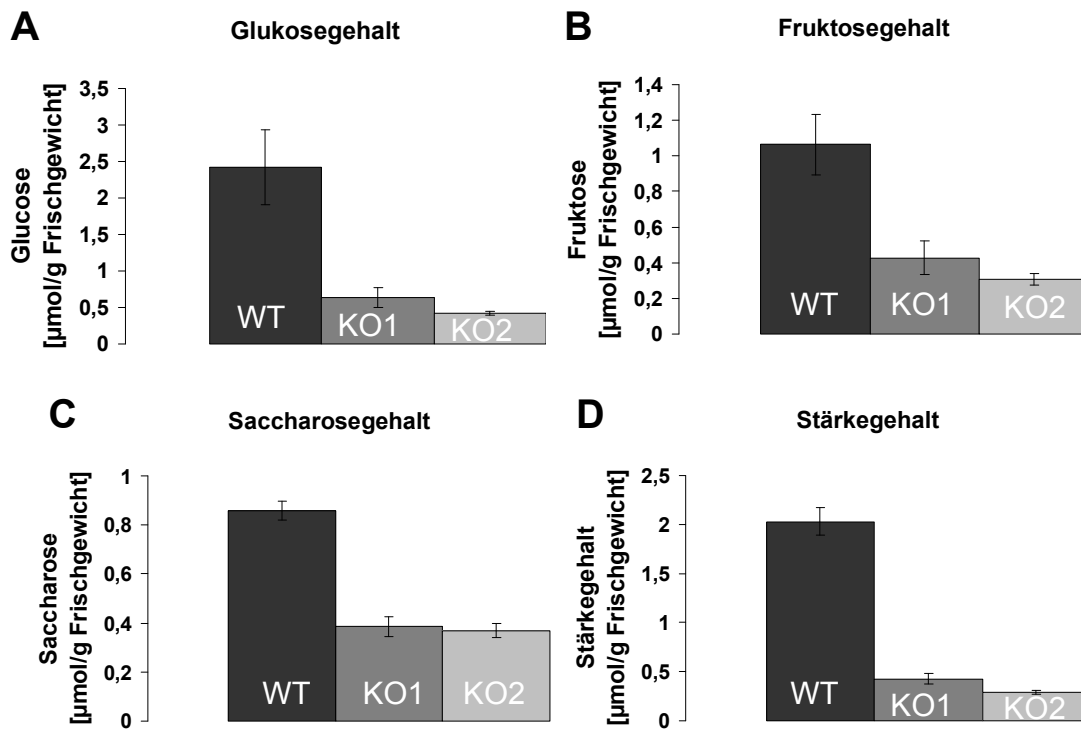 A
Glukosegehalt
Glucose
[µmol/g Frischgewicht]
3,5
3
2,5
2
1,5
1
0,5
0
WT
KO1
KO2
B
Fruktosegehalt
Fruktose
[µmol/g Frischgewicht]
1,4
1,2
1
0,8
0,6
0,4
0,2
0
WT
KO1
KO2
C
Saccharosegehalt
Saccharose
[µmol/g Frischgewicht]
1
0,8
0,6
0,4
0,2
0
WT
KO1
KO2
D
Stärkegehalt
Stärkegehalt
[µmol/g Frischgewicht]
2,5
2
1,5
1
0,5
0
WT
KO1
KO2